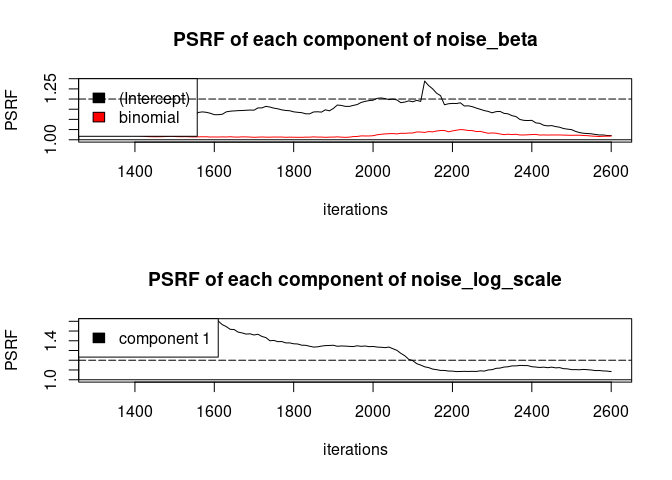 PSRF of each component of noise_beta
PSRF
1.25
1.00
(Intercept)
binomial
1400 1600 1800 2000 2200 2400 2600
iterations
PSRF of each component of noise_log_scale
PSRF
1.4
1.0
component 1
1400 1600 1800 2000 2200 2400 2600
iterations